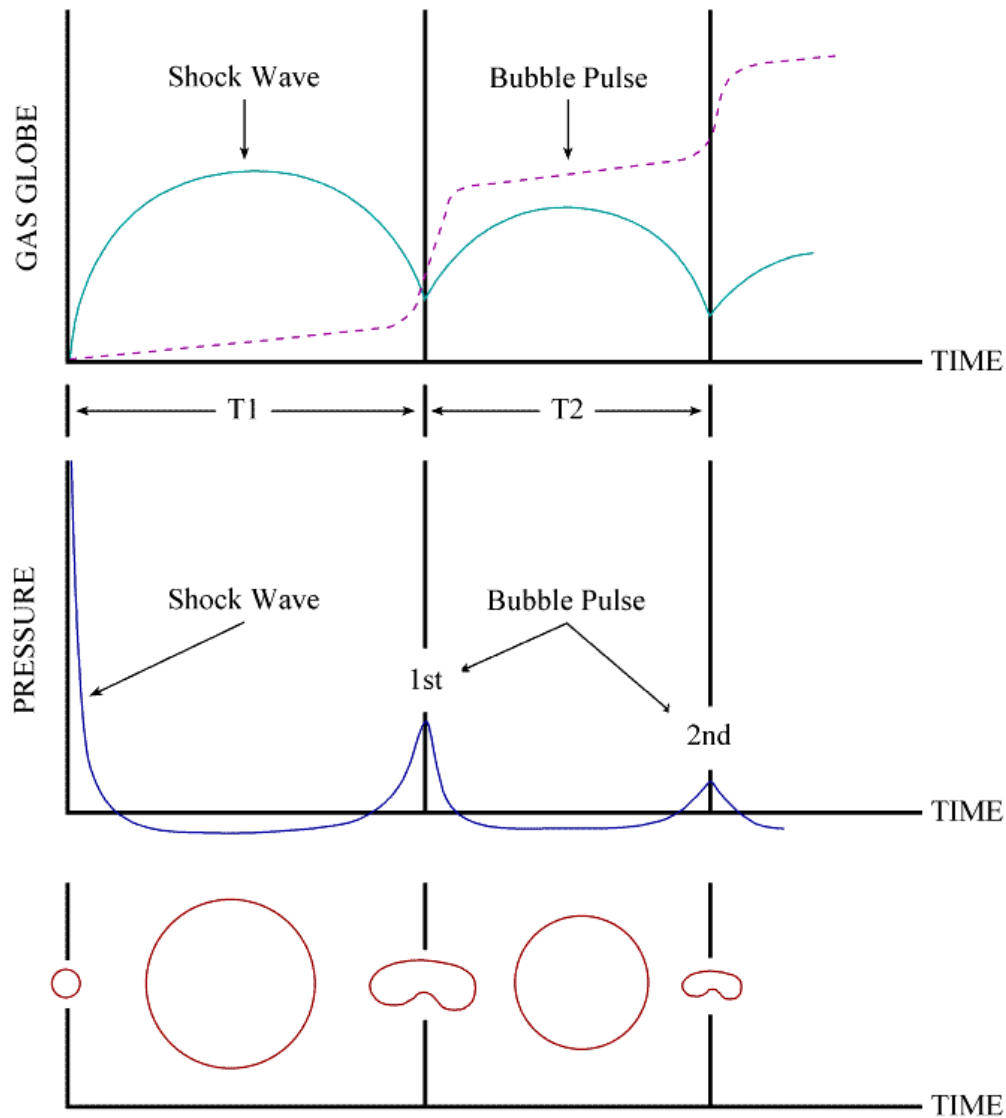 Shock Wave
Bubble Pulse
GAS GLOBE
TIME
T1
T2
Shock Wave
Bubble Pulse
PRESSURE
1st
2nd
TIME
TIME